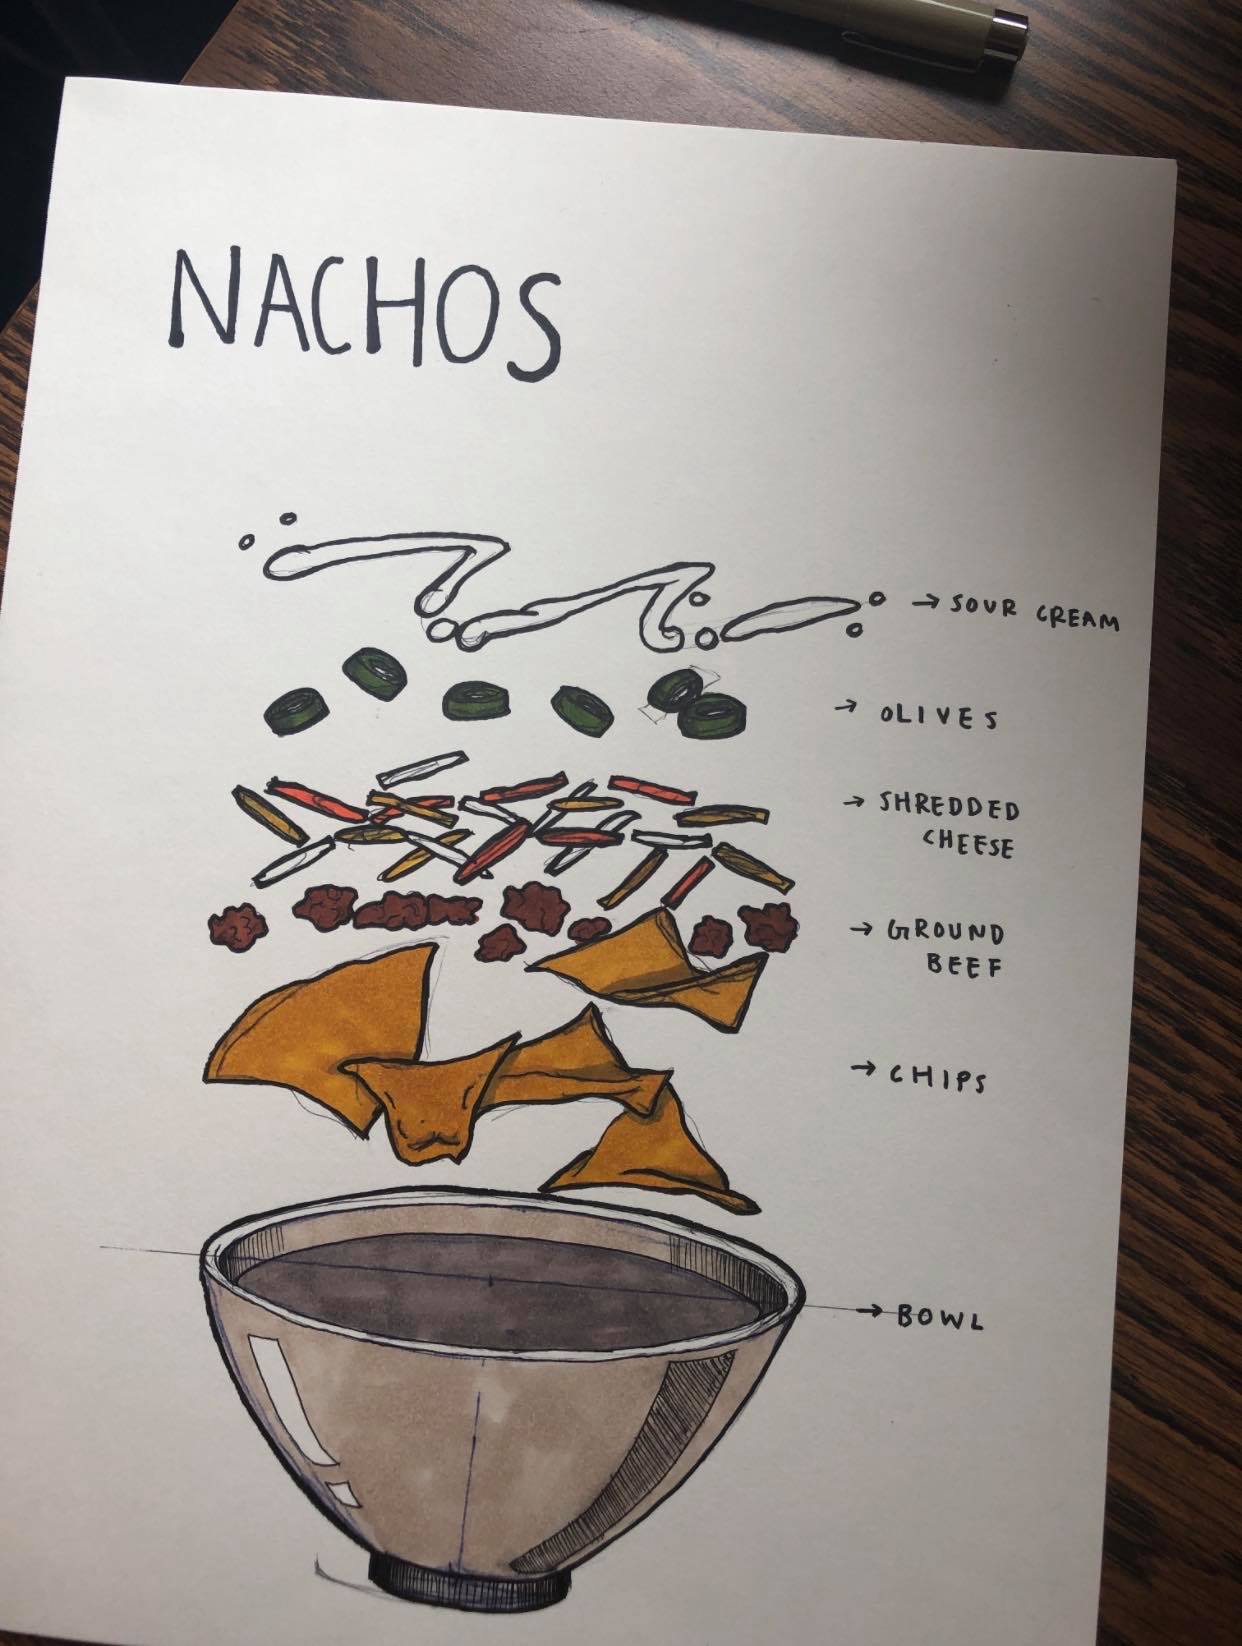 NACHOS
→ SOUR CREAM
→ OLIVES
→ SHREDDED
CHEESE
→ GROUND
BEEF
→ CHIPS
→ BOWL